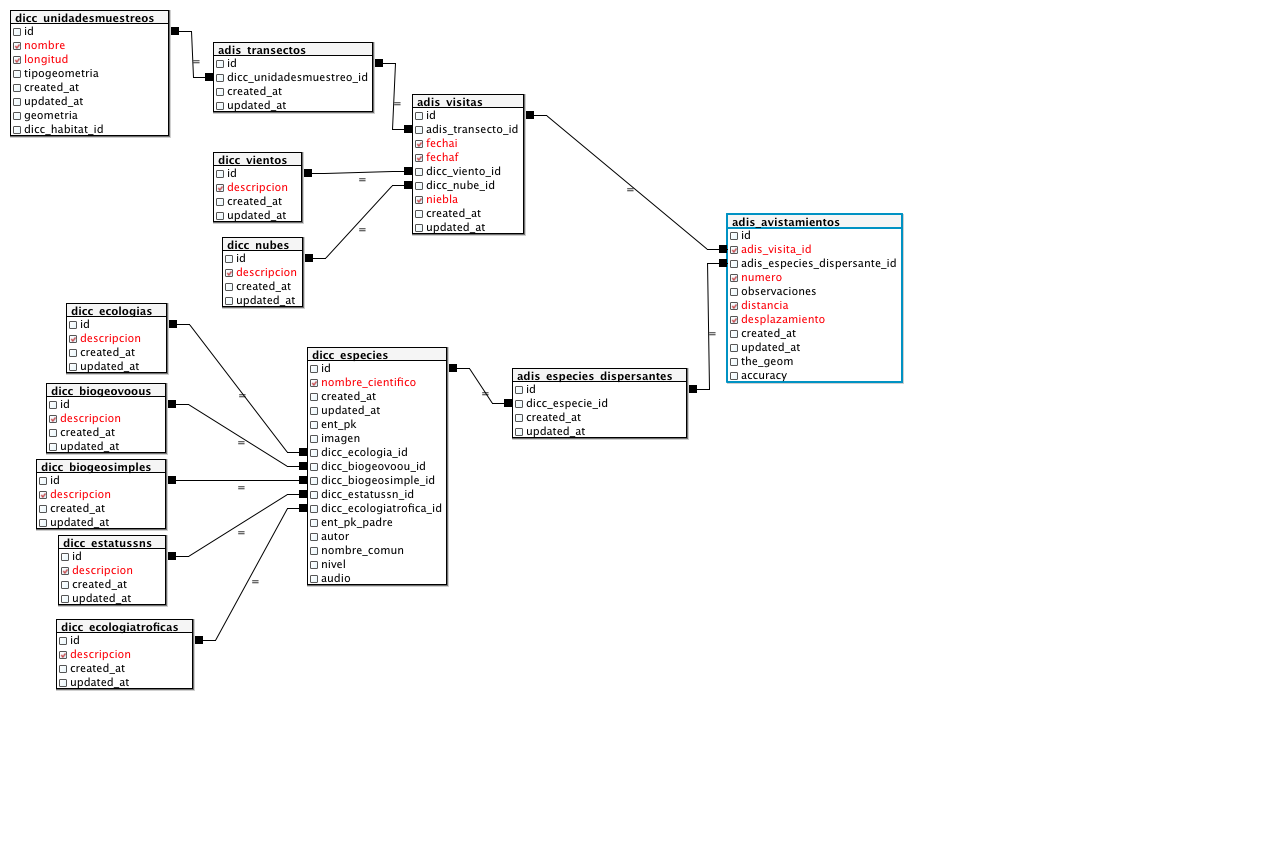 dicc_unidadesmuestreos
id
nombre
longitud
tipogeometria
created_at
updated_at
geometria
dicc_habitat_id
adis_transectos
id
dicc_unidadesmuestreo_id
created_at
updated_at
adis_visitas
id
adis_transecto_id
fechai
fechaf
dicc_viento_id
dicc_nube_id
niebla
created_at
updated_at
dicc_vientos
id
descripcion
created_at
updated_at
dicc_nubes
id
descripcion
created_at
updated_at
adis_avistamientos
id
adis_visita_id
adis_especies_dispersante_id
numero
observaciones
distancia
desplazamiento
created_at
updated_at
the_geom
accuracy
dicc_ecologias
id
descripcion
created_at
updated_at
dicc_biogeovoous
id
descripcion
created_at
updated_at
dicc_biogeosimples
id
descripcion
created_at
updated_at
dicc_estatussns
id
descripcion
created_at
updated_at
dicc_ecologiatroficas
id
descripcion
created_at
updated_at
dicc_especies
id
nombre_cientifico
created_at
updated_at
ent_pk
imagen
dicc_ecologia_id
dicc_biogeovoou_id
dicc_biogeosimple_id
dicc_estatussn_id
dicc_ecologiatrofica_id
ent_pk_padre
autor
nombre_comun
nivel
audio
adis_especies_dispersantes
id
dicc_especie_id
created_at
updated_at
=
=
=
=
=
=
=
=
=
=
=
=